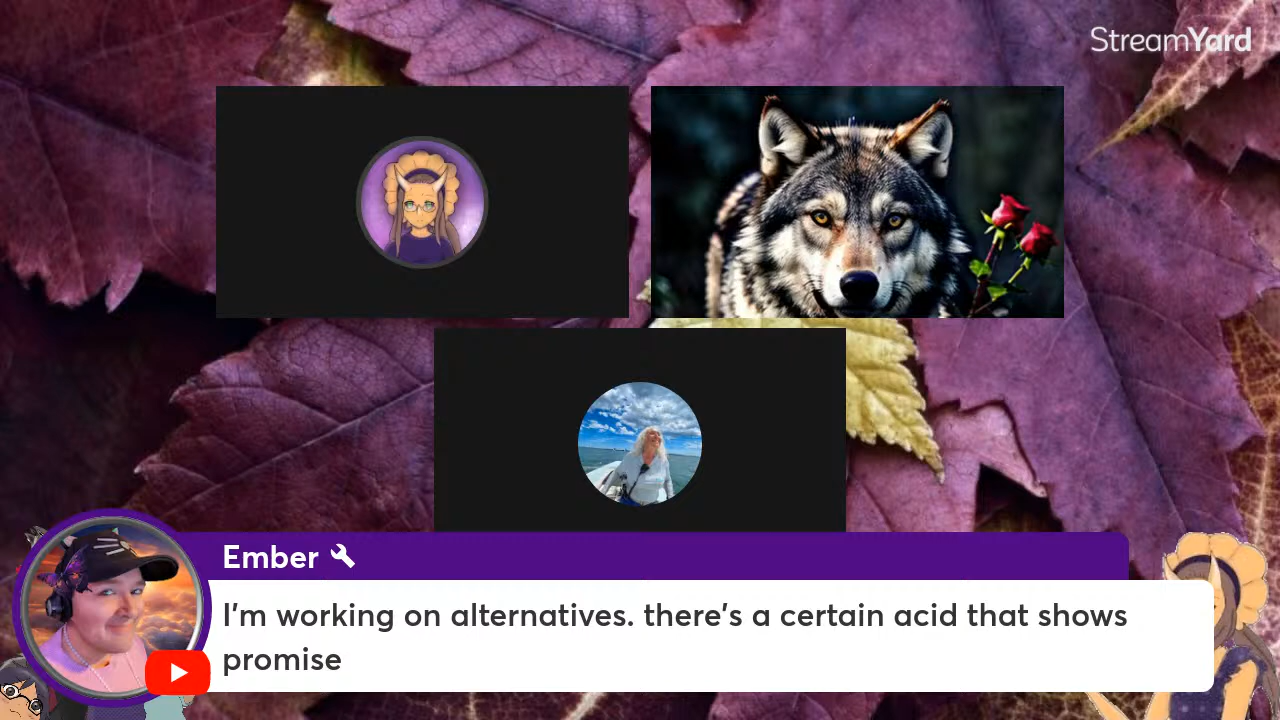 StreamYard
Ember
I'm working on alternatives. there's a certain acid that shows
promise